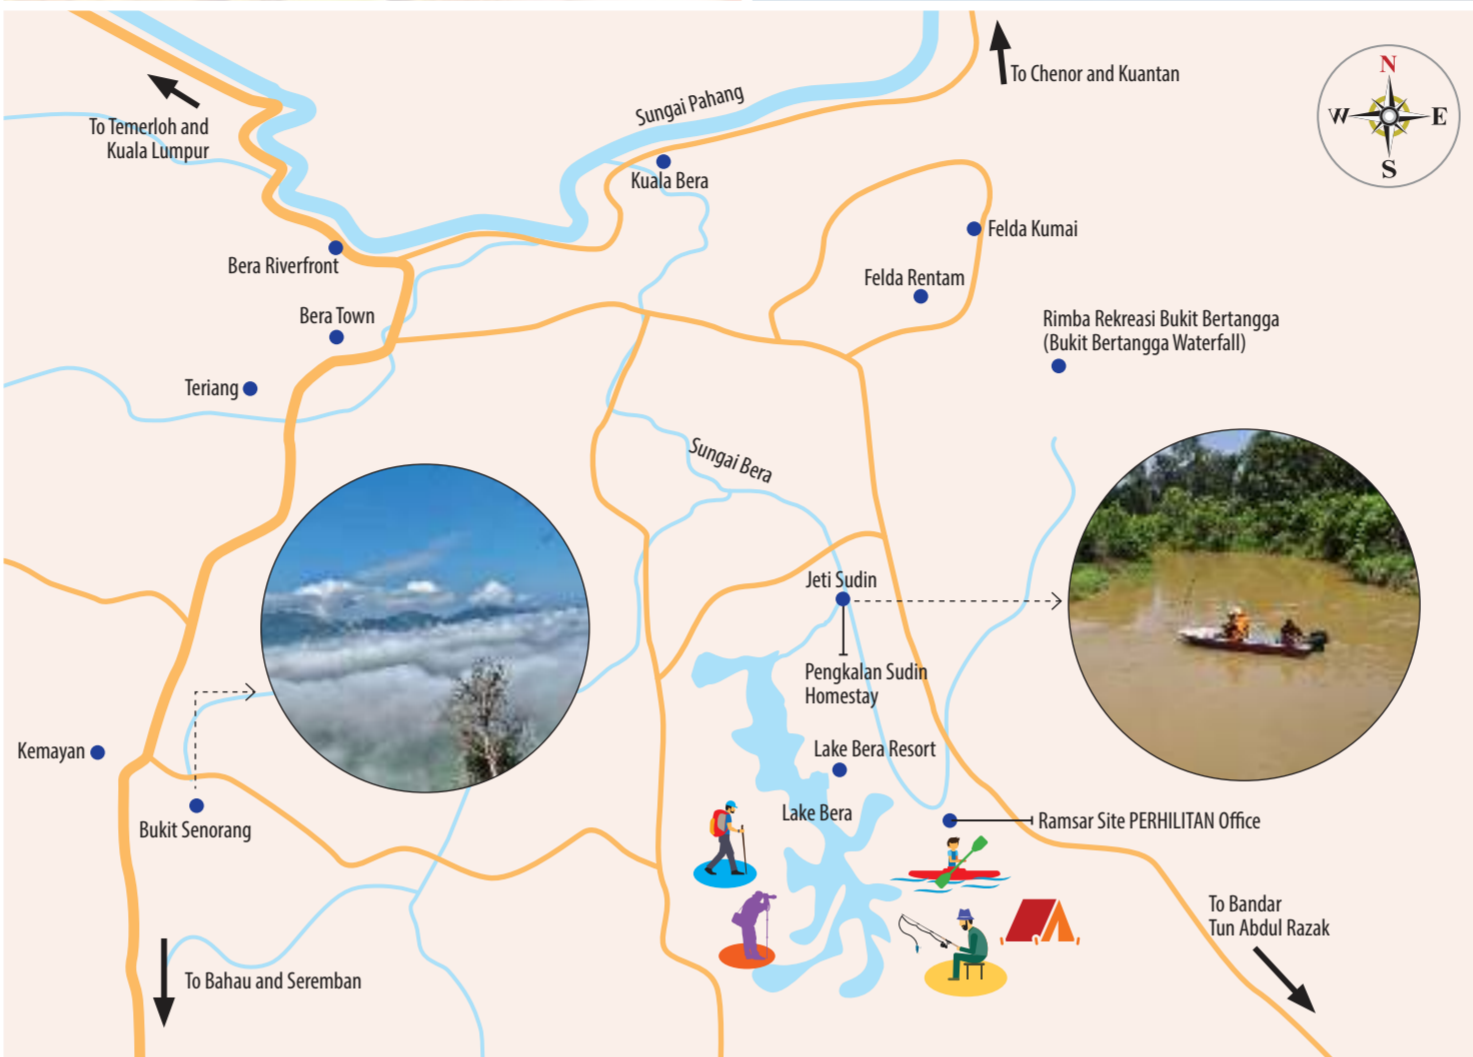 To Chenor and Kuantan
N
W
E
S
Sungai Pahang
To Temerloh and
Kuala Lumpur
Kuala Bera
Felda Kumai
Bera Riverfront
Felda Rentam
Bera Town
Rimba Rekreasi Bukit Bertangga
(Bukit Bertangga Waterfall)
Teriang
Sungai Bera
Jeti Sudin
Pengkalan Sudin
Homestay
Kemayan
Lake Bera Resort
Lake Bera
Bukit Senorang
Ramsar Site PERHILITAN Office
To Bandar
Tun Abdul Razak
To Bahau and Seremban